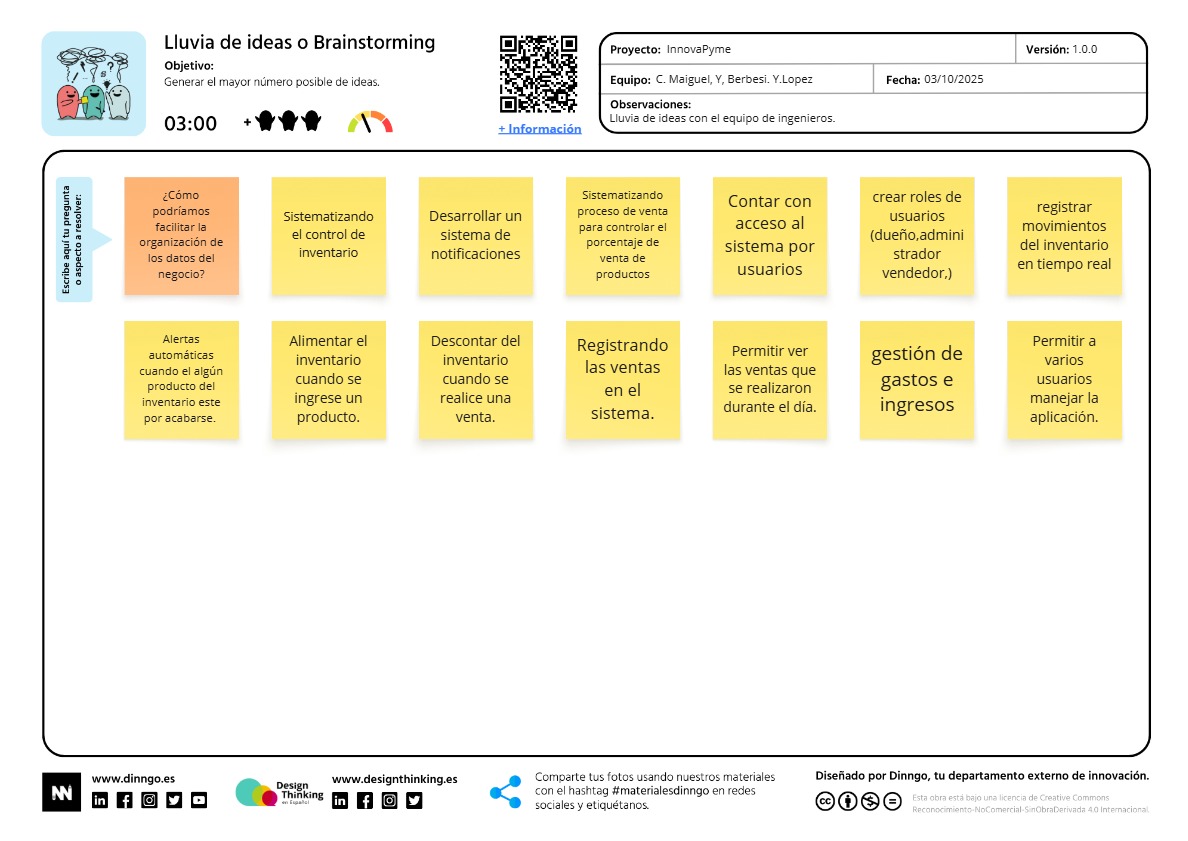 Lluvia de ideas o Brainstorming
Objetivo:
Generar el mayor número posible de ideas.
03:00
+
+ Información
Proyecto: InnovaPyme
Versión: 1.0.0
Equipo: C. Maiguel, Y, Berbesi. Y.Lopez
Fecha: 03/10/2025
Observaciones:
Lluvia de ideas con el equipo de ingenieros.
Escribe aquí tu pregunta
o aspecto a resolver:
¿Cómo
podríamos
facilitar la
organización de
los datos del
negocio?
Sistematizando
el control de
inventario
Desarrollar un
sistema de
notificaciones
Sistematizando
proceso de venta
para controlar el
porcentaje de
venta de
productos
Contar con
acceso al
sistema por
usuarios
crear roles de
usuarios
(dueño,admini
strador
vendedor,)
registrar
movimientos
del inventario
en tiempo real
Alertas
automáticas
cuando el algún
producto del
inventario este
por acabarse.
Alimentar el
inventario
cuando se
ingrese un
producto.
Descontar del
inventario
cuando se
realice una
venta.
Registrando
las ventas
en el
sistema.
Permitir ver
las ventas que
se realizaron
durante el día.
gestión de
gastos e
ingresos
Permitir a
varios
usuarios
manejar la
aplicación.
www.dinngo.es
Design
Thinking
en Español
www.designthinking.es
Comparte tus fotos usando nuestros materiales
con el hashtag #materialesdinngo en redes
sociales y etiquétanos.
Diseñado por Dinngo, tu departamento externo de innovación.
Esta obra está bajo una licencia de Creative Commons
Reconocimiento-NoComercial-SinObraDerivada 4.0 Internacional.